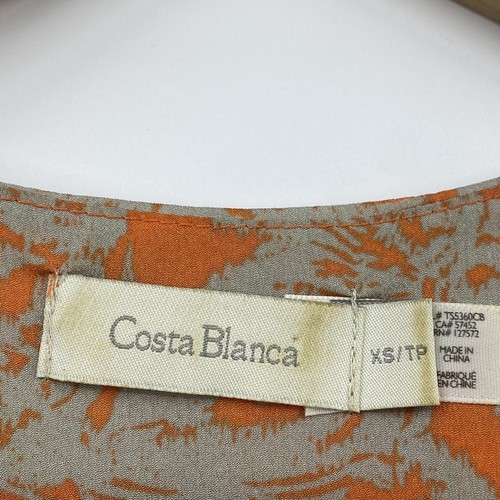 Costa Blanca
XS/TP
# TS5360CB
CA# 57452
RN# 127572
MADE IN
CHINA
FABRIQUÉ
EN CHINE